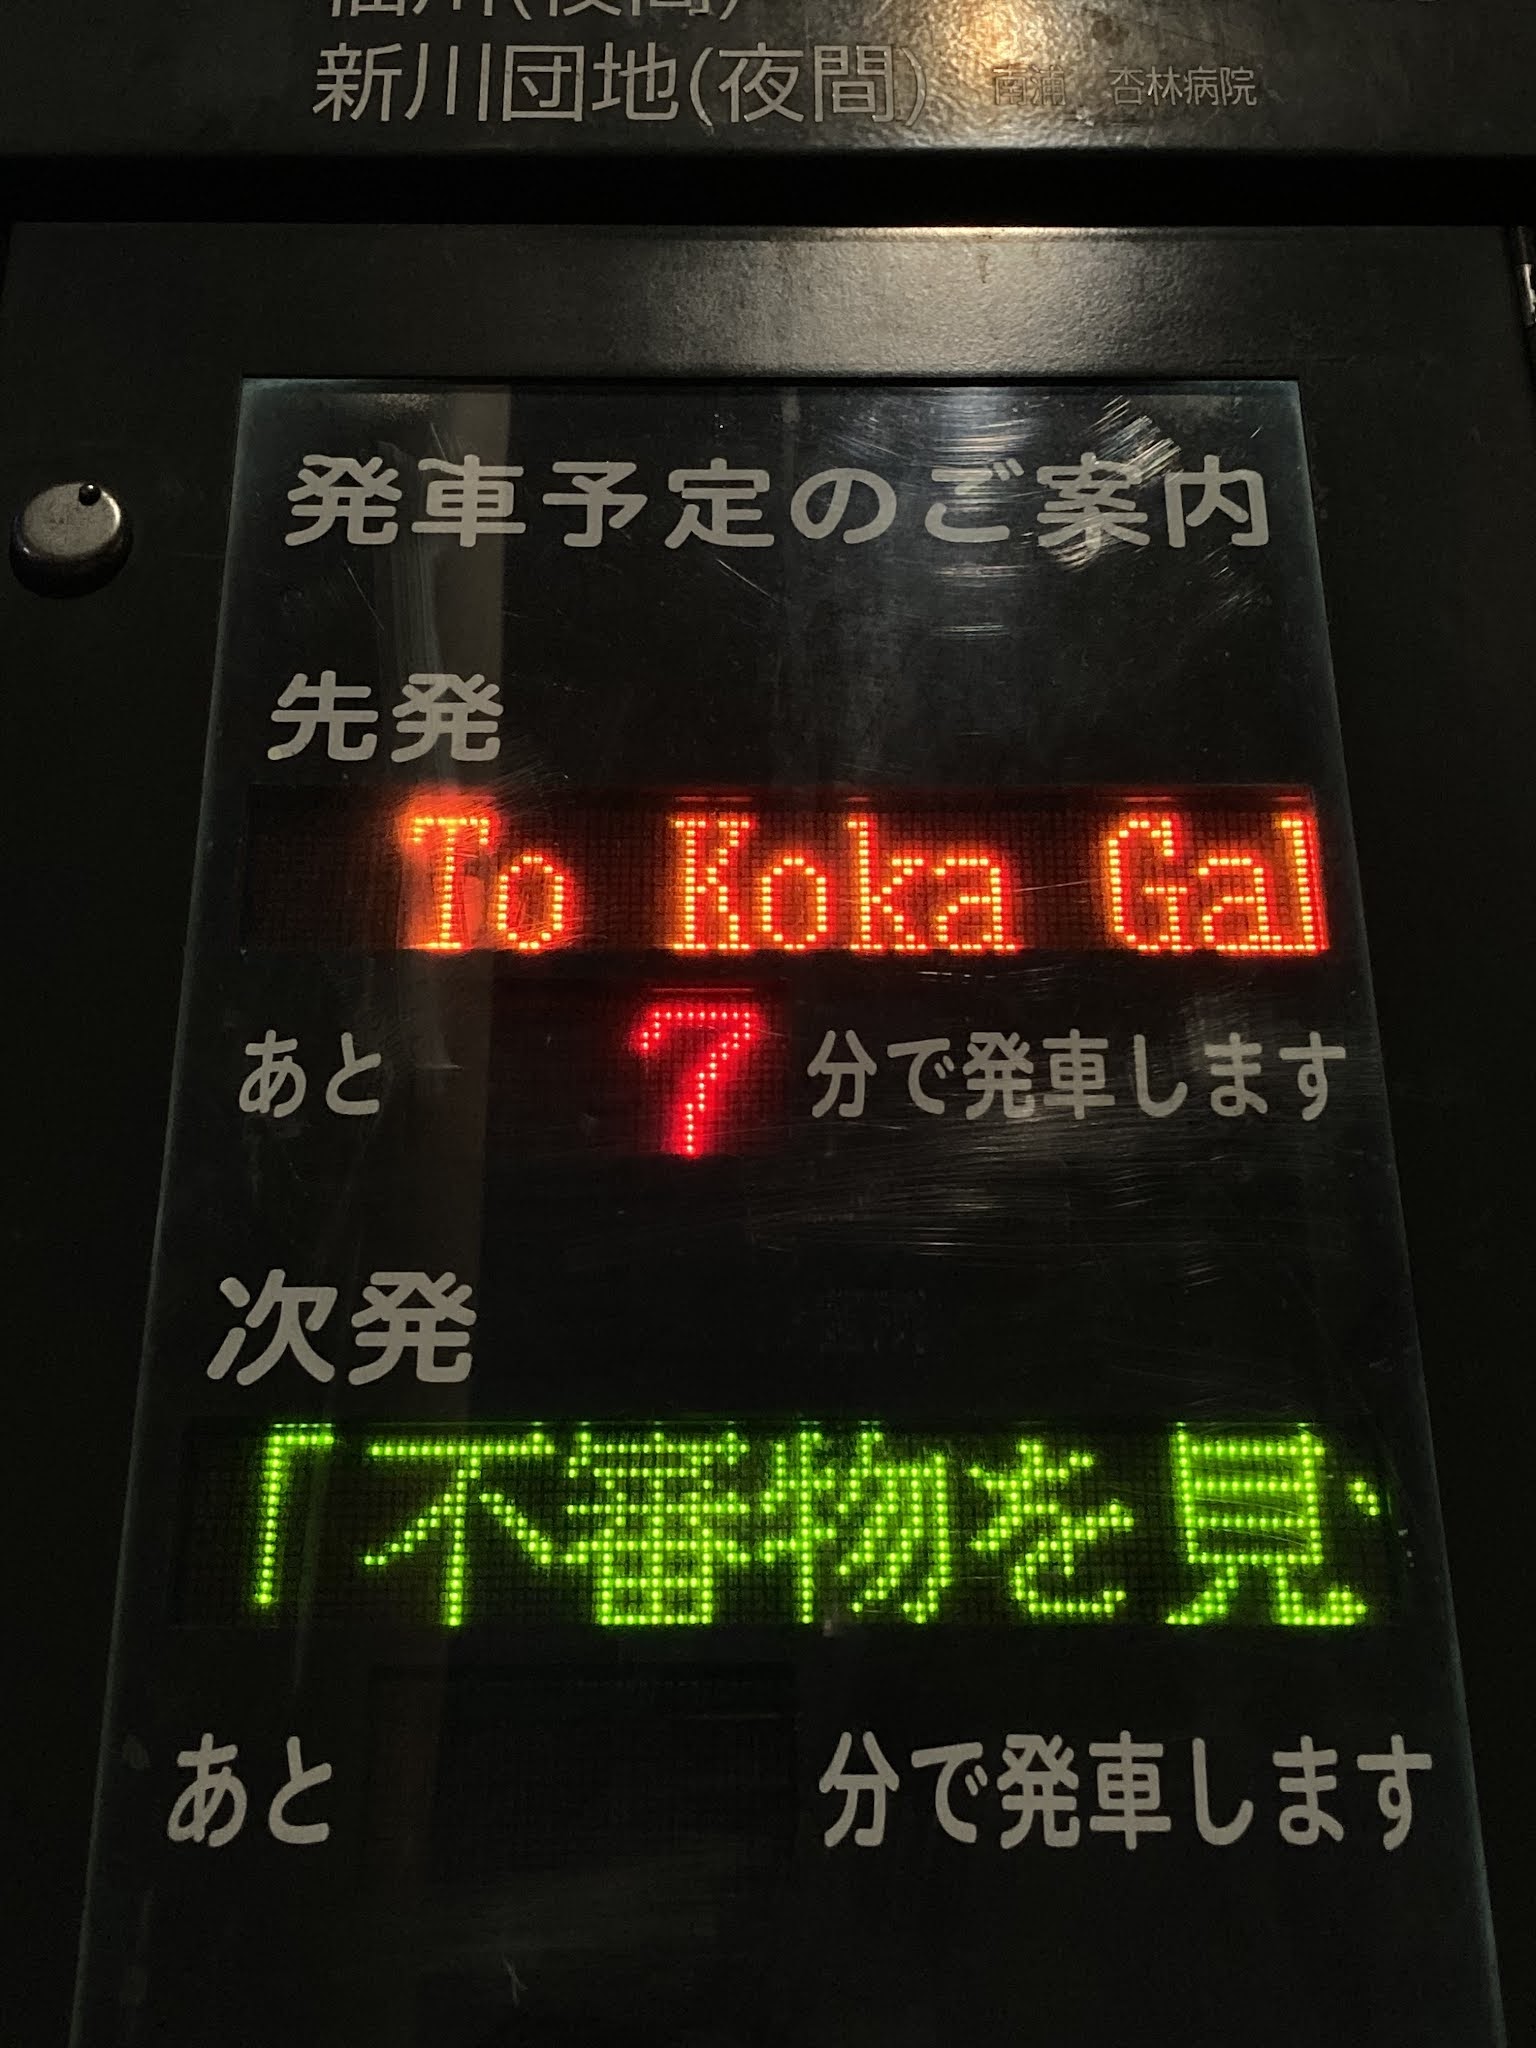 新川団地(夜間) 南浦 杏林病院
発車予定のご案内
先発
To Koka Gal
あと 7 分で発車します
次発
「不審物を見
あと 分で発車します